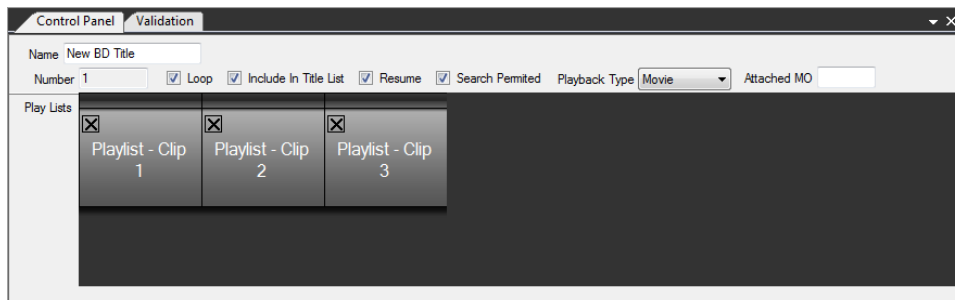 Control Panel Validation
Name New BD Title
Number 1 Loop Include In Title List Resume Search Permited Playback Type Movie Attached MO
Play Lists
Playlist - Clip 1
Playlist - Clip 2
Playlist - Clip 3